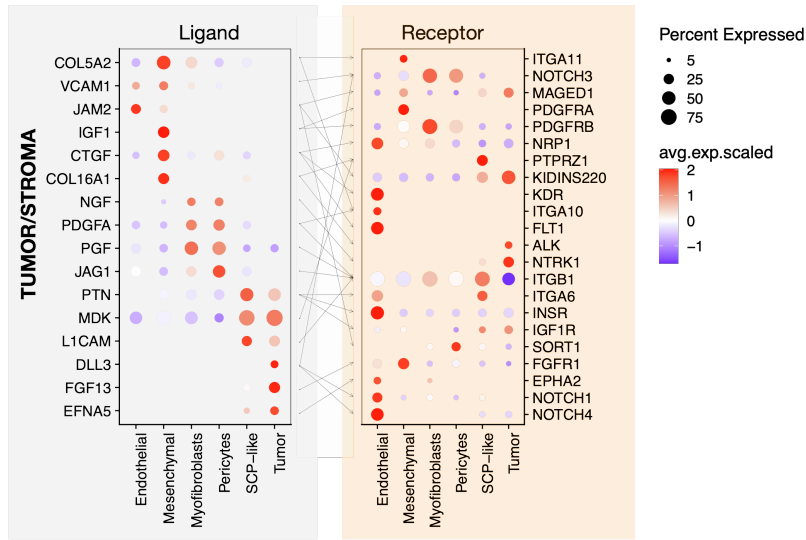 Ligand
Receptor
TUMOR/STROMA
COL5A2
VCAM1
JAM2
IGF1
CTGF
COL16A1
NGF
PDGFA
PGF
JAG1
PTN
MDK
L1CAM
DLL3
FGF13
EFNA5
Endothelial
Mesenchymal
Myofibroblasts
Pericytes
SCP-like
Tumor
ITGA11
NOTCH3
MAGED1
PDGFRA
PDGFRB
NRP1
PTPRZ1
KIDINS220
KDR
ITGA10
FLT1
ALK
NTRK1
ITGB1
ITGA6
INSR
IGF1R
SORT1
FGFR1
EPHA2
NOTCH1
NOTCH4
Endothelial
Mesenchymal
Myofibroblasts
Pericytes
SCP-like
Tumor
Percent Expressed
5
25
50
75
avg.exp.scaled
2
1
0
−1